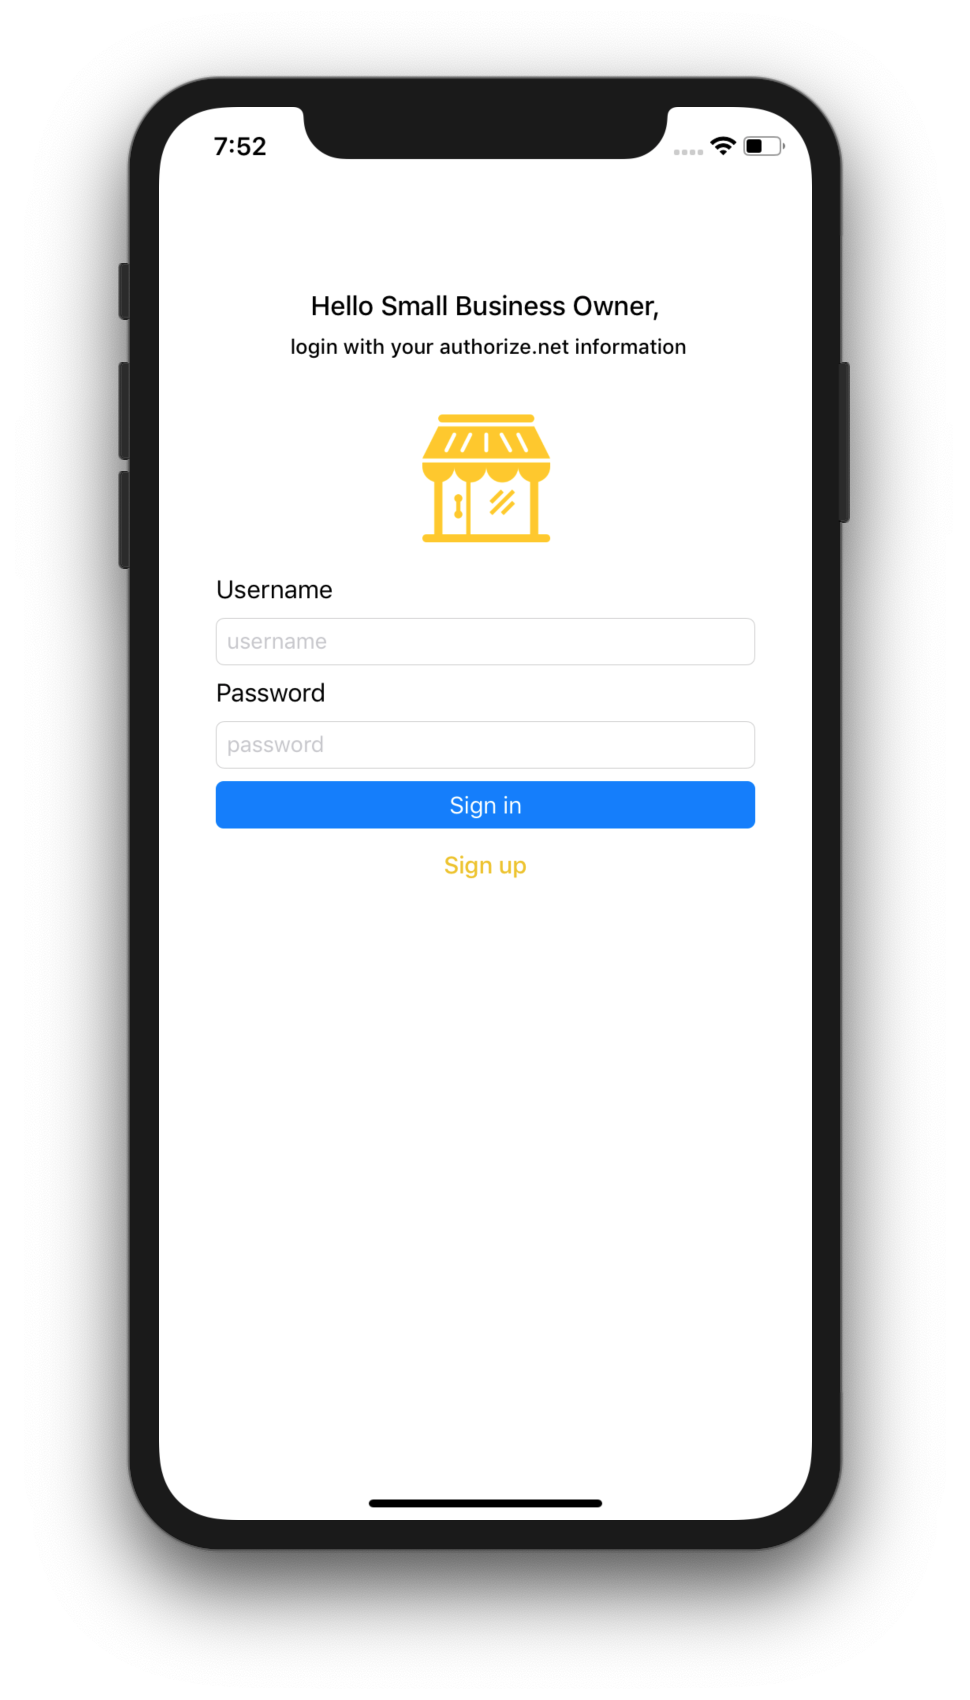 7:52
Hello Small Business Owner,
login with your authorize.net information
Username
username
Password
password
Sign in
Sign up